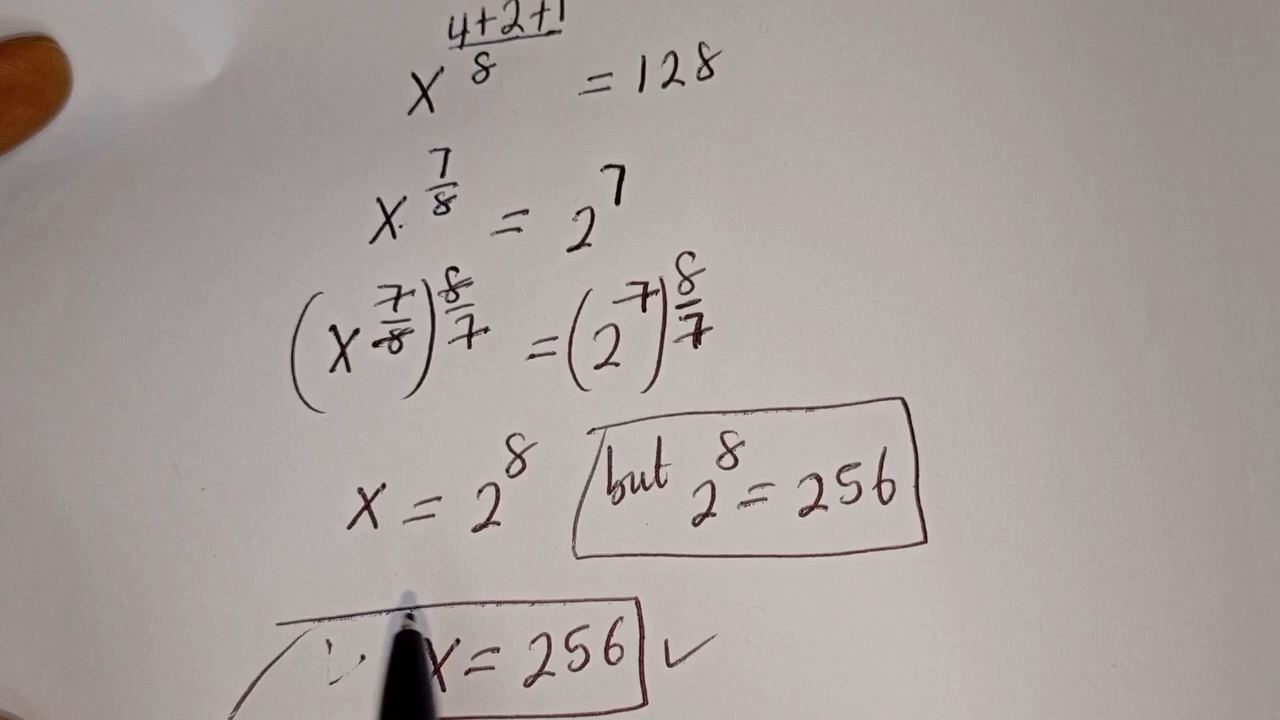 x^((4+2+1)/8) = 128
x^(7/8) = 2^7
(x^(7/8))^(8/7) = (2^7)^(8/7)
x = 2^8 but 2^8 = 256
x = 256 ✓